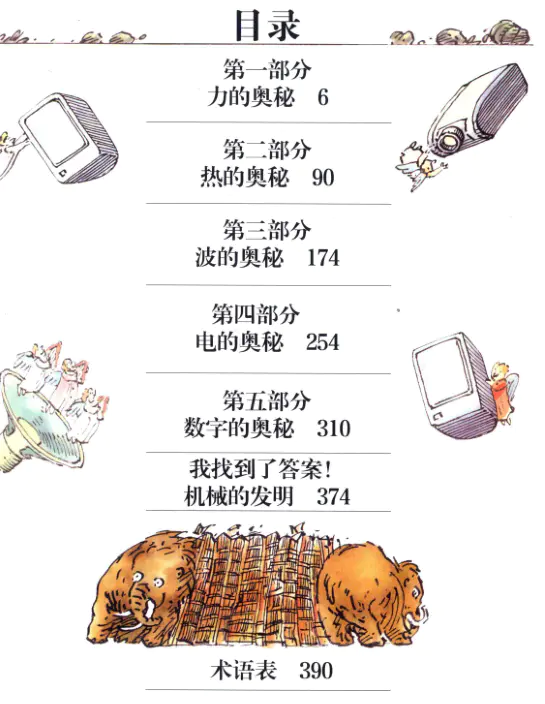 目录
第一部分
力的奥秘 6
第二部分
热的奥秘 90
第三部分
波的奥秘 174
第四部分
电的奥秘 254
第五部分
数字的奥秘 310
我找到了答案!
机械的发明 374
术语表 390